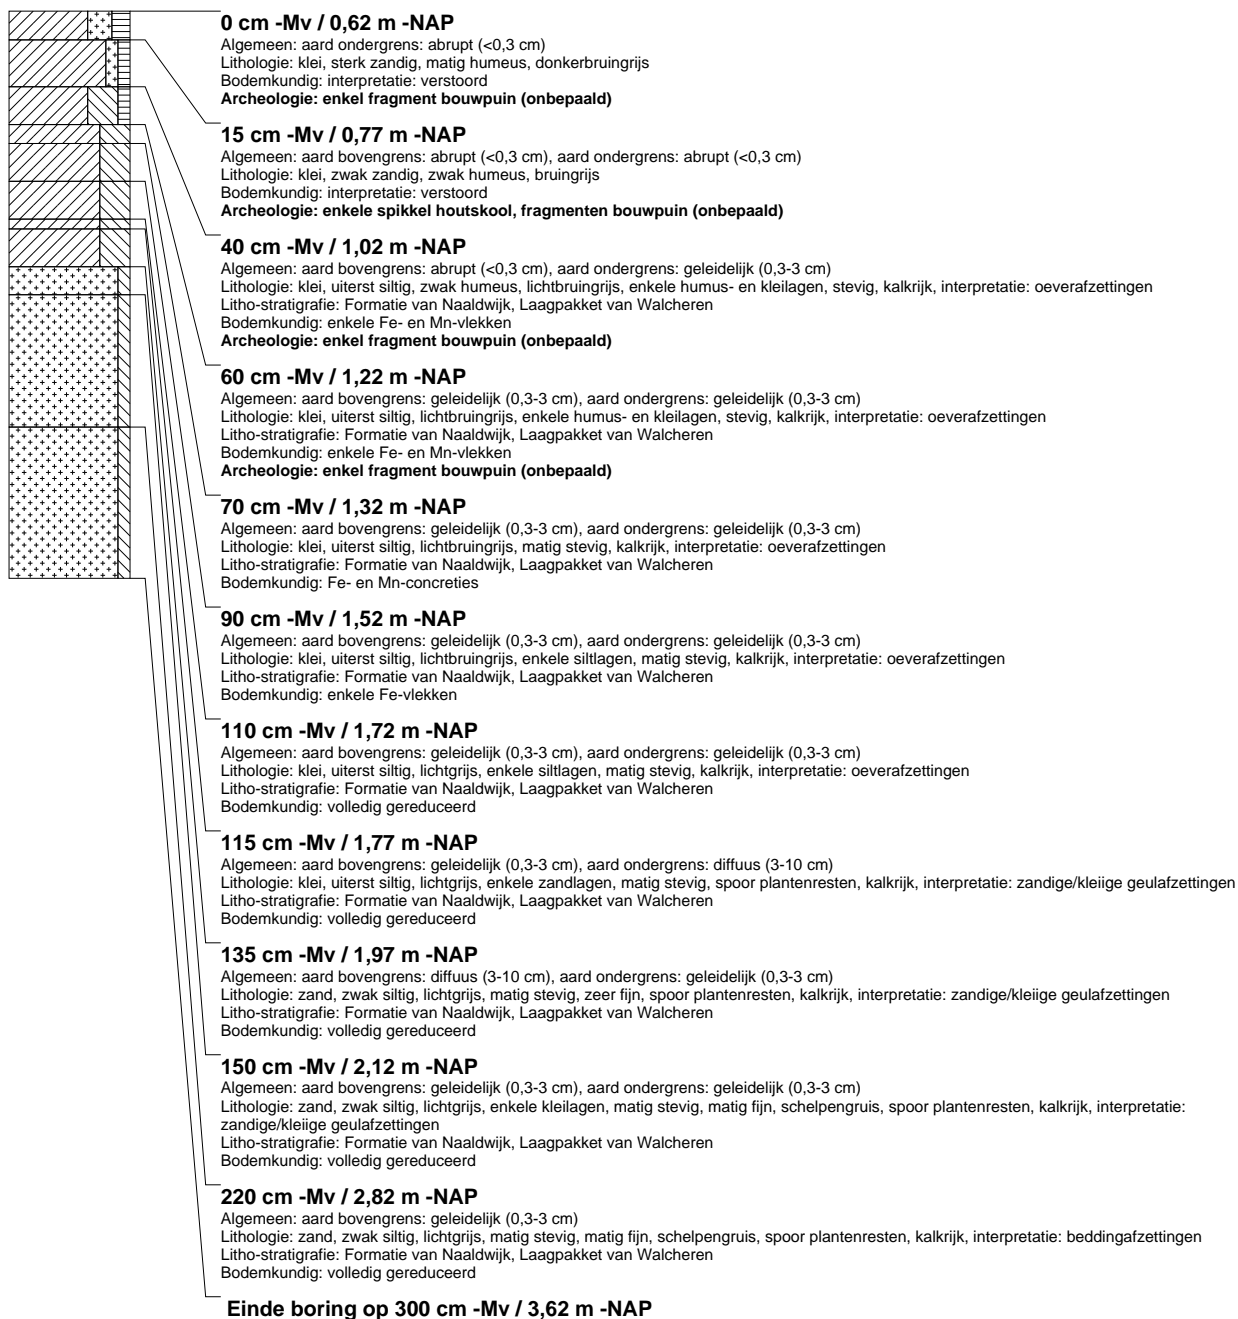 0 cm -Mv / 0,62 m -NAP
Algemeen: aard ondergrens: abrupt (<0,3 cm)
Lithologie: klei, sterk zandig, matig humeus, donkerbruingrijs
Bodemkundig: interpretatie: verstoord
Archeologie: enkel fragment bouwpuin (onbepaald)
15 cm -Mv / 0,77 m -NAP
Algemeen: aard bovengrens: abrupt (<0,3 cm), aard ondergrens: abrupt (<0,3 cm)
Lithologie: klei, zwak zandig, zwak humeus, bruingrijs
Bodemkundig: interpretatie: verstoord
Archeologie: enkele spikkel houtskool, fragmenten bouwpuin (onbepaald)
40 cm -Mv / 1,02 m -NAP
Algemeen: aard bovengrens: abrupt (<0,3 cm), aard ondergrens: geleidelijk (0,3-3 cm)
Lithologie: klei, uiterst siltig, zwak humeus, lichtbruingrijs, enkele humus- en kleilagen, stevig, kalkrijk, interpretatie: oeverafzettingen
Litho-stratigrafie: Formatie van Naaldwijk, Laagpakket van Walcheren
Bodemkundig: enkele Fe- en Mn-vlekken
Archeologie: enkel fragment bouwpuin (onbepaald)
60 cm -Mv / 1,22 m -NAP
Algemeen: aard bovengrens: geleidelijk (0,3-3 cm), aard ondergrens: geleidelijk (0,3-3 cm)
Lithologie: klei, uiterst siltig, lichtbruingrijs, enkele humus- en kleilagen, stevig, kalkrijk, interpretatie: oeverafzettingen
Litho-stratigrafie: Formatie van Naaldwijk, Laagpakket van Walcheren
Bodemkundig: enkele Fe- en Mn-vlekken
Archeologie: enkel fragment bouwpuin (onbepaald)
70 cm -Mv / 1,32 m -NAP
Algemeen: aard bovengrens: geleidelijk (0,3-3 cm), aard ondergrens: geleidelijk (0,3-3 cm)
Lithologie: klei, uiterst siltig, lichtbruingrijs, matig stevig, kalkrijk, interpretatie: oeverafzettingen
Litho-stratigrafie: Formatie van Naaldwijk, Laagpakket van Walcheren
Bodemkundig: Fe- en Mn-concreties
90 cm -Mv / 1,52 m -NAP
Algemeen: aard bovengrens: geleidelijk (0,3-3 cm), aard ondergrens: geleidelijk (0,3-3 cm)
Lithologie: klei, uiterst siltig, lichtbruingrijs, enkele siltlagen, matig stevig, kalkrijk, interpretatie: oeverafzettingen
Litho-stratigrafie: Formatie van Naaldwijk, Laagpakket van Walcheren
Bodemkundig: enkele Fe-vlekken
110 cm -Mv / 1,72 m -NAP
Algemeen: aard bovengrens: geleidelijk (0,3-3 cm), aard ondergrens: geleidelijk (0,3-3 cm)
Lithologie: klei, uiterst siltig, lichtgrijs, enkele siltlagen, matig stevig, kalkrijk, interpretatie: oeverafzettingen
Litho-stratigrafie: Formatie van Naaldwijk, Laagpakket van Walcheren
Bodemkundig: volledig gereduceerd
115 cm -Mv / 1,77 m -NAP
Algemeen: aard bovengrens: geleidelijk (0,3-3 cm), aard ondergrens: diffuus (3-10 cm)
Lithologie: klei, uiterst siltig, lichtgrijs, enkele zandlagen, matig stevig, spoor plantenresten, kalkrijk, interpretatie: zandige/kleiige geulafzettingen
Litho-stratigrafie: Formatie van Naaldwijk, Laagpakket van Walcheren
Bodemkundig: volledig gereduceerd
135 cm -Mv / 1,97 m -NAP
Algemeen: aard bovengrens: diffuus (3-10 cm), aard ondergrens: geleidelijk (0,3-3 cm)
Lithologie: zand, zwak siltig, lichtgrijs, matig stevig, zeer fijn, spoor plantenresten, kalkrijk, interpretatie: zandige/kleiige geulafzettingen
Litho-stratigrafie: Formatie van Naaldwijk, Laagpakket van Walcheren
Bodemkundig: volledig gereduceerd
150 cm -Mv / 2,12 m -NAP
Algemeen: aard bovengrens: geleidelijk (0,3-3 cm), aard ondergrens: geleidelijk (0,3-3 cm)
Lithologie: zand, zwak siltig, lichtgrijs, enkele kleilagen, matig stevig, matig fijn, schelpengruis, spoor plantenresten, kalkrijk, interpretatie:
zandige/kleiige geulafzettingen
Litho-stratigrafie: Formatie van Naaldwijk, Laagpakket van Walcheren
Bodemkundig: volledig gereduceerd
220 cm -Mv / 2,82 m -NAP
Algemeen: aard bovengrens: geleidelijk (0,3-3 cm)
Lithologie: zand, zwak siltig, lichtgrijs, matig stevig, matig fijn, schelpengruis, spoor plantenresten, kalkrijk, interpretatie: beddingafzettingen
Litho-stratigrafie: Formatie van Naaldwijk, Laagpakket van Walcheren
Bodemkundig: volledig gereduceerd
Einde boring op 300 cm -Mv / 3,62 m -NAP